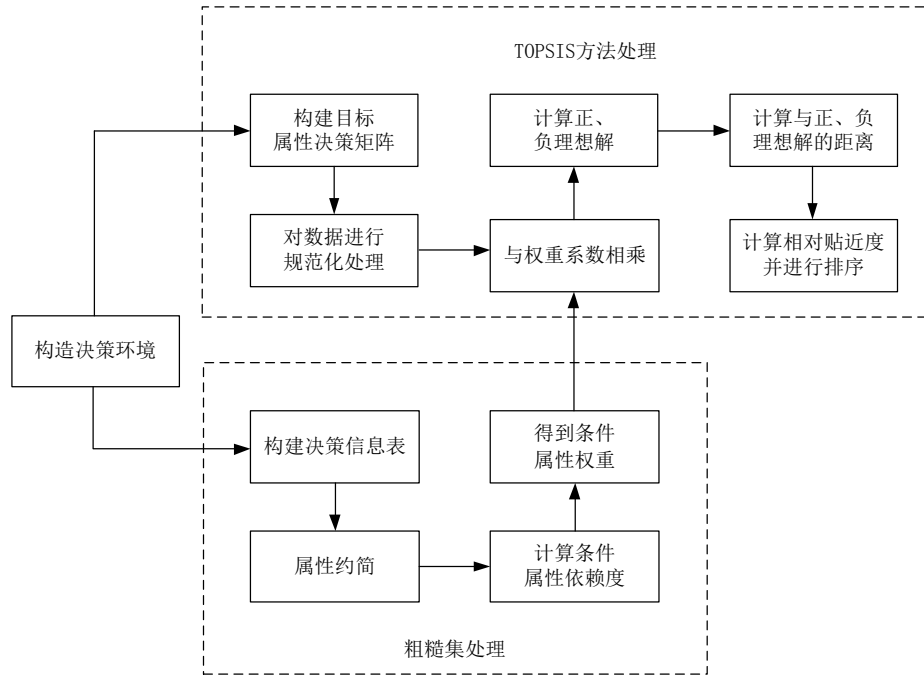 TOPSIS方法处理
构建目标
属性决策矩阵
计算正、
负理想解
计算与正、负
理想解的距离
对数据进行
规范化处理
与权重系数相乘
计算相对贴近度
并进行排序
构造决策环境
构建决策信息表
得到条件
属性权重
属性约简
计算条件
属性依赖度
粗糙集处理